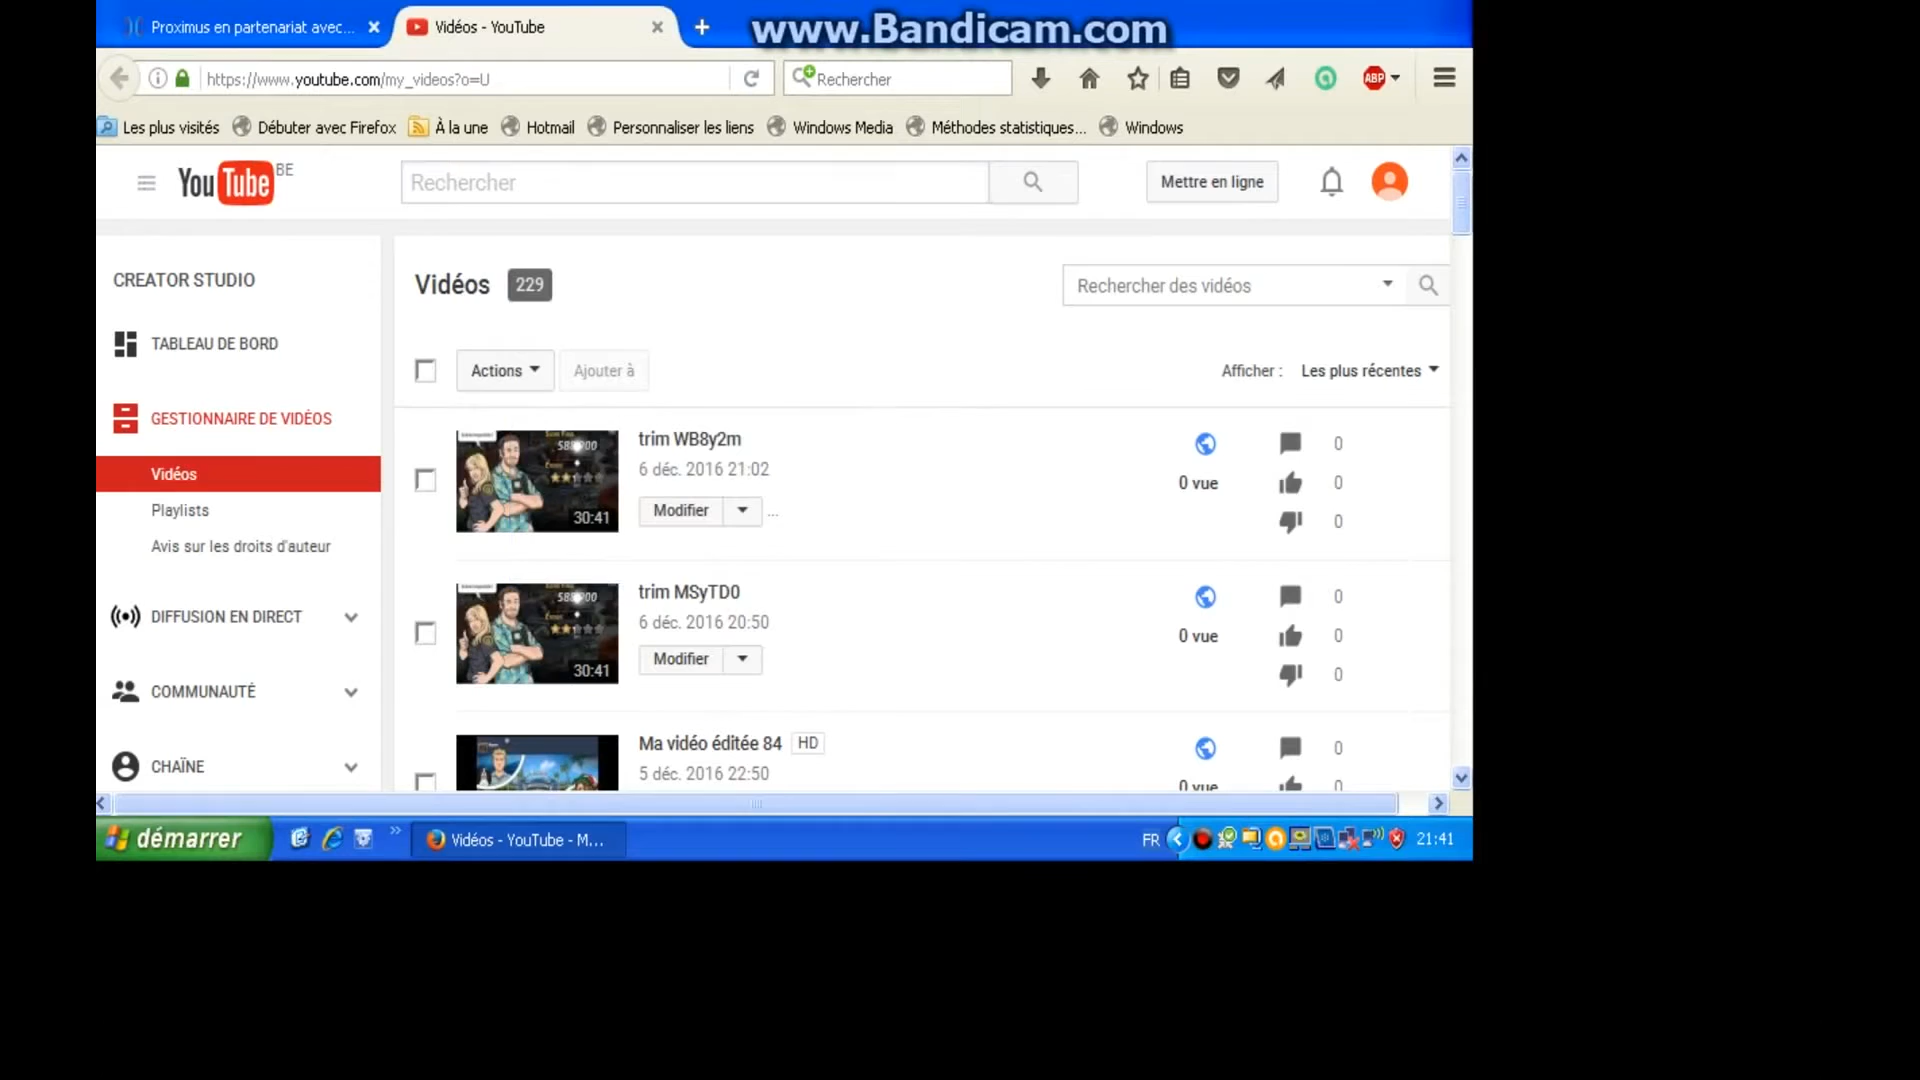 Proximus en partenariat avec...
Vidéos - YouTube
www.Bandicam.com
https://www.youtube.com/my_videos?o=U
Rechercher
ABP
Les plus visités
Débuter avec Firefox
À la une
Hotmail
Personnaliser les liens
Windows Media
Méthodes statistiques...
Windows
YouTube BE
Rechercher
Mettre en ligne
CREATOR STUDIO
TABLEAU DE BORD
GESTIONNAIRE DE VIDÉOS
Vidéos
Playlists
Avis sur les droits d'auteur
DIFFUSION EN DIRECT
COMMUNAUTÉ
CHAÎNE
Vidéos 229
Rechercher des vidéos
Actions
Ajouter à
Afficher : Les plus récentes
trim WB8y2m
6 déc. 2016 21:02
Modifier
...
30:41
0 vue
0
0
0
trim MSyTD0
6 déc. 2016 20:50
Modifier
30:41
0 vue
0
0
0
Ma vidéo éditée 84 HD
5 déc. 2016 22:50
0 vue
0
0
démarrer
Vidéos - YouTube - M...
FR
21:41